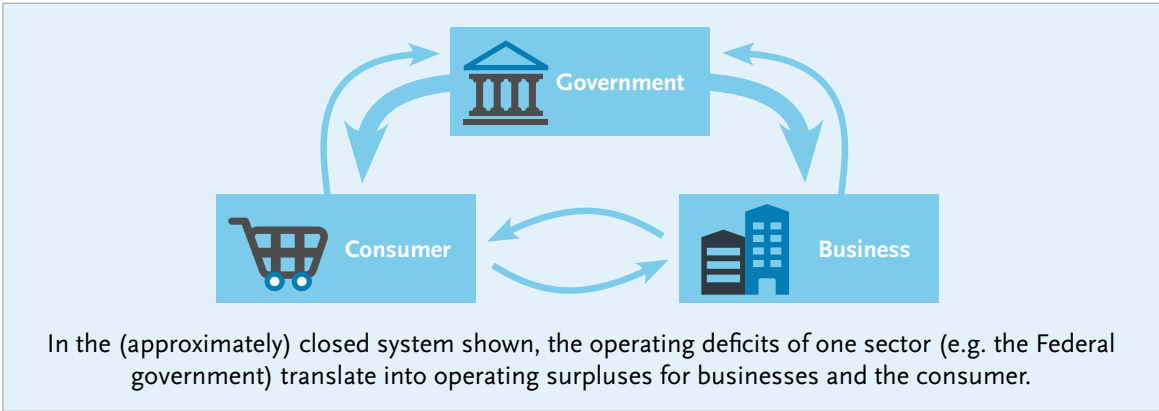 Government
Consumer
Business
In the (approximately) closed system shown, the operating deficits of one sector (e.g. the Federal
government) translate into operating surpluses for businesses and the consumer.